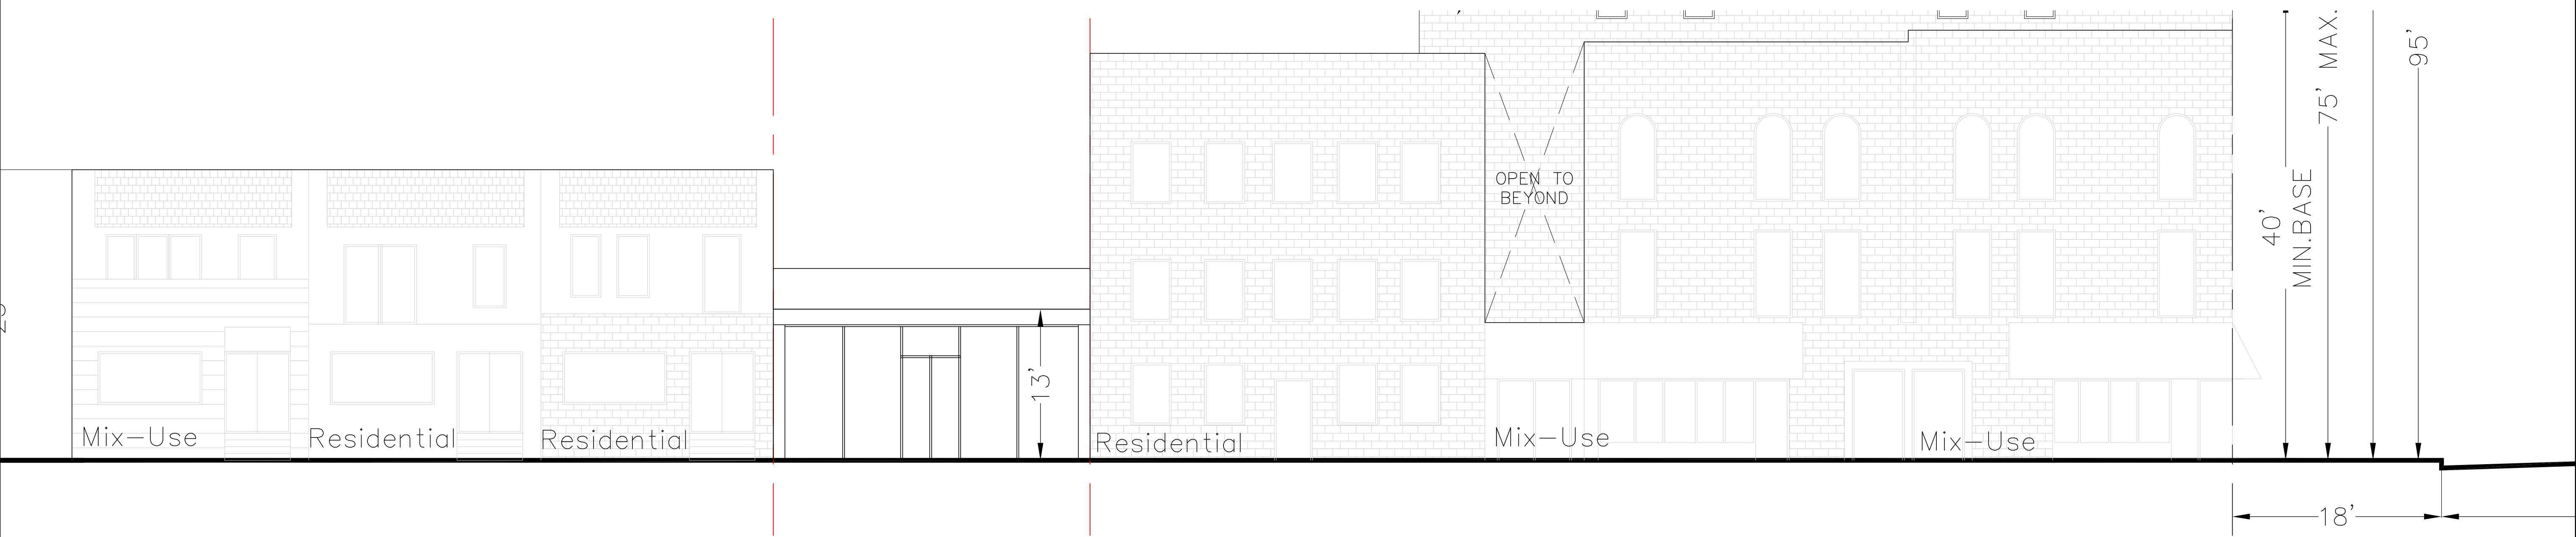 Mix-Use
Residential
Residential
13'
Residential
OPEN TO
BEYOND
Mix-Use
Mix-Use
40'
MIN.BASE
75' MAX.
95'
18'